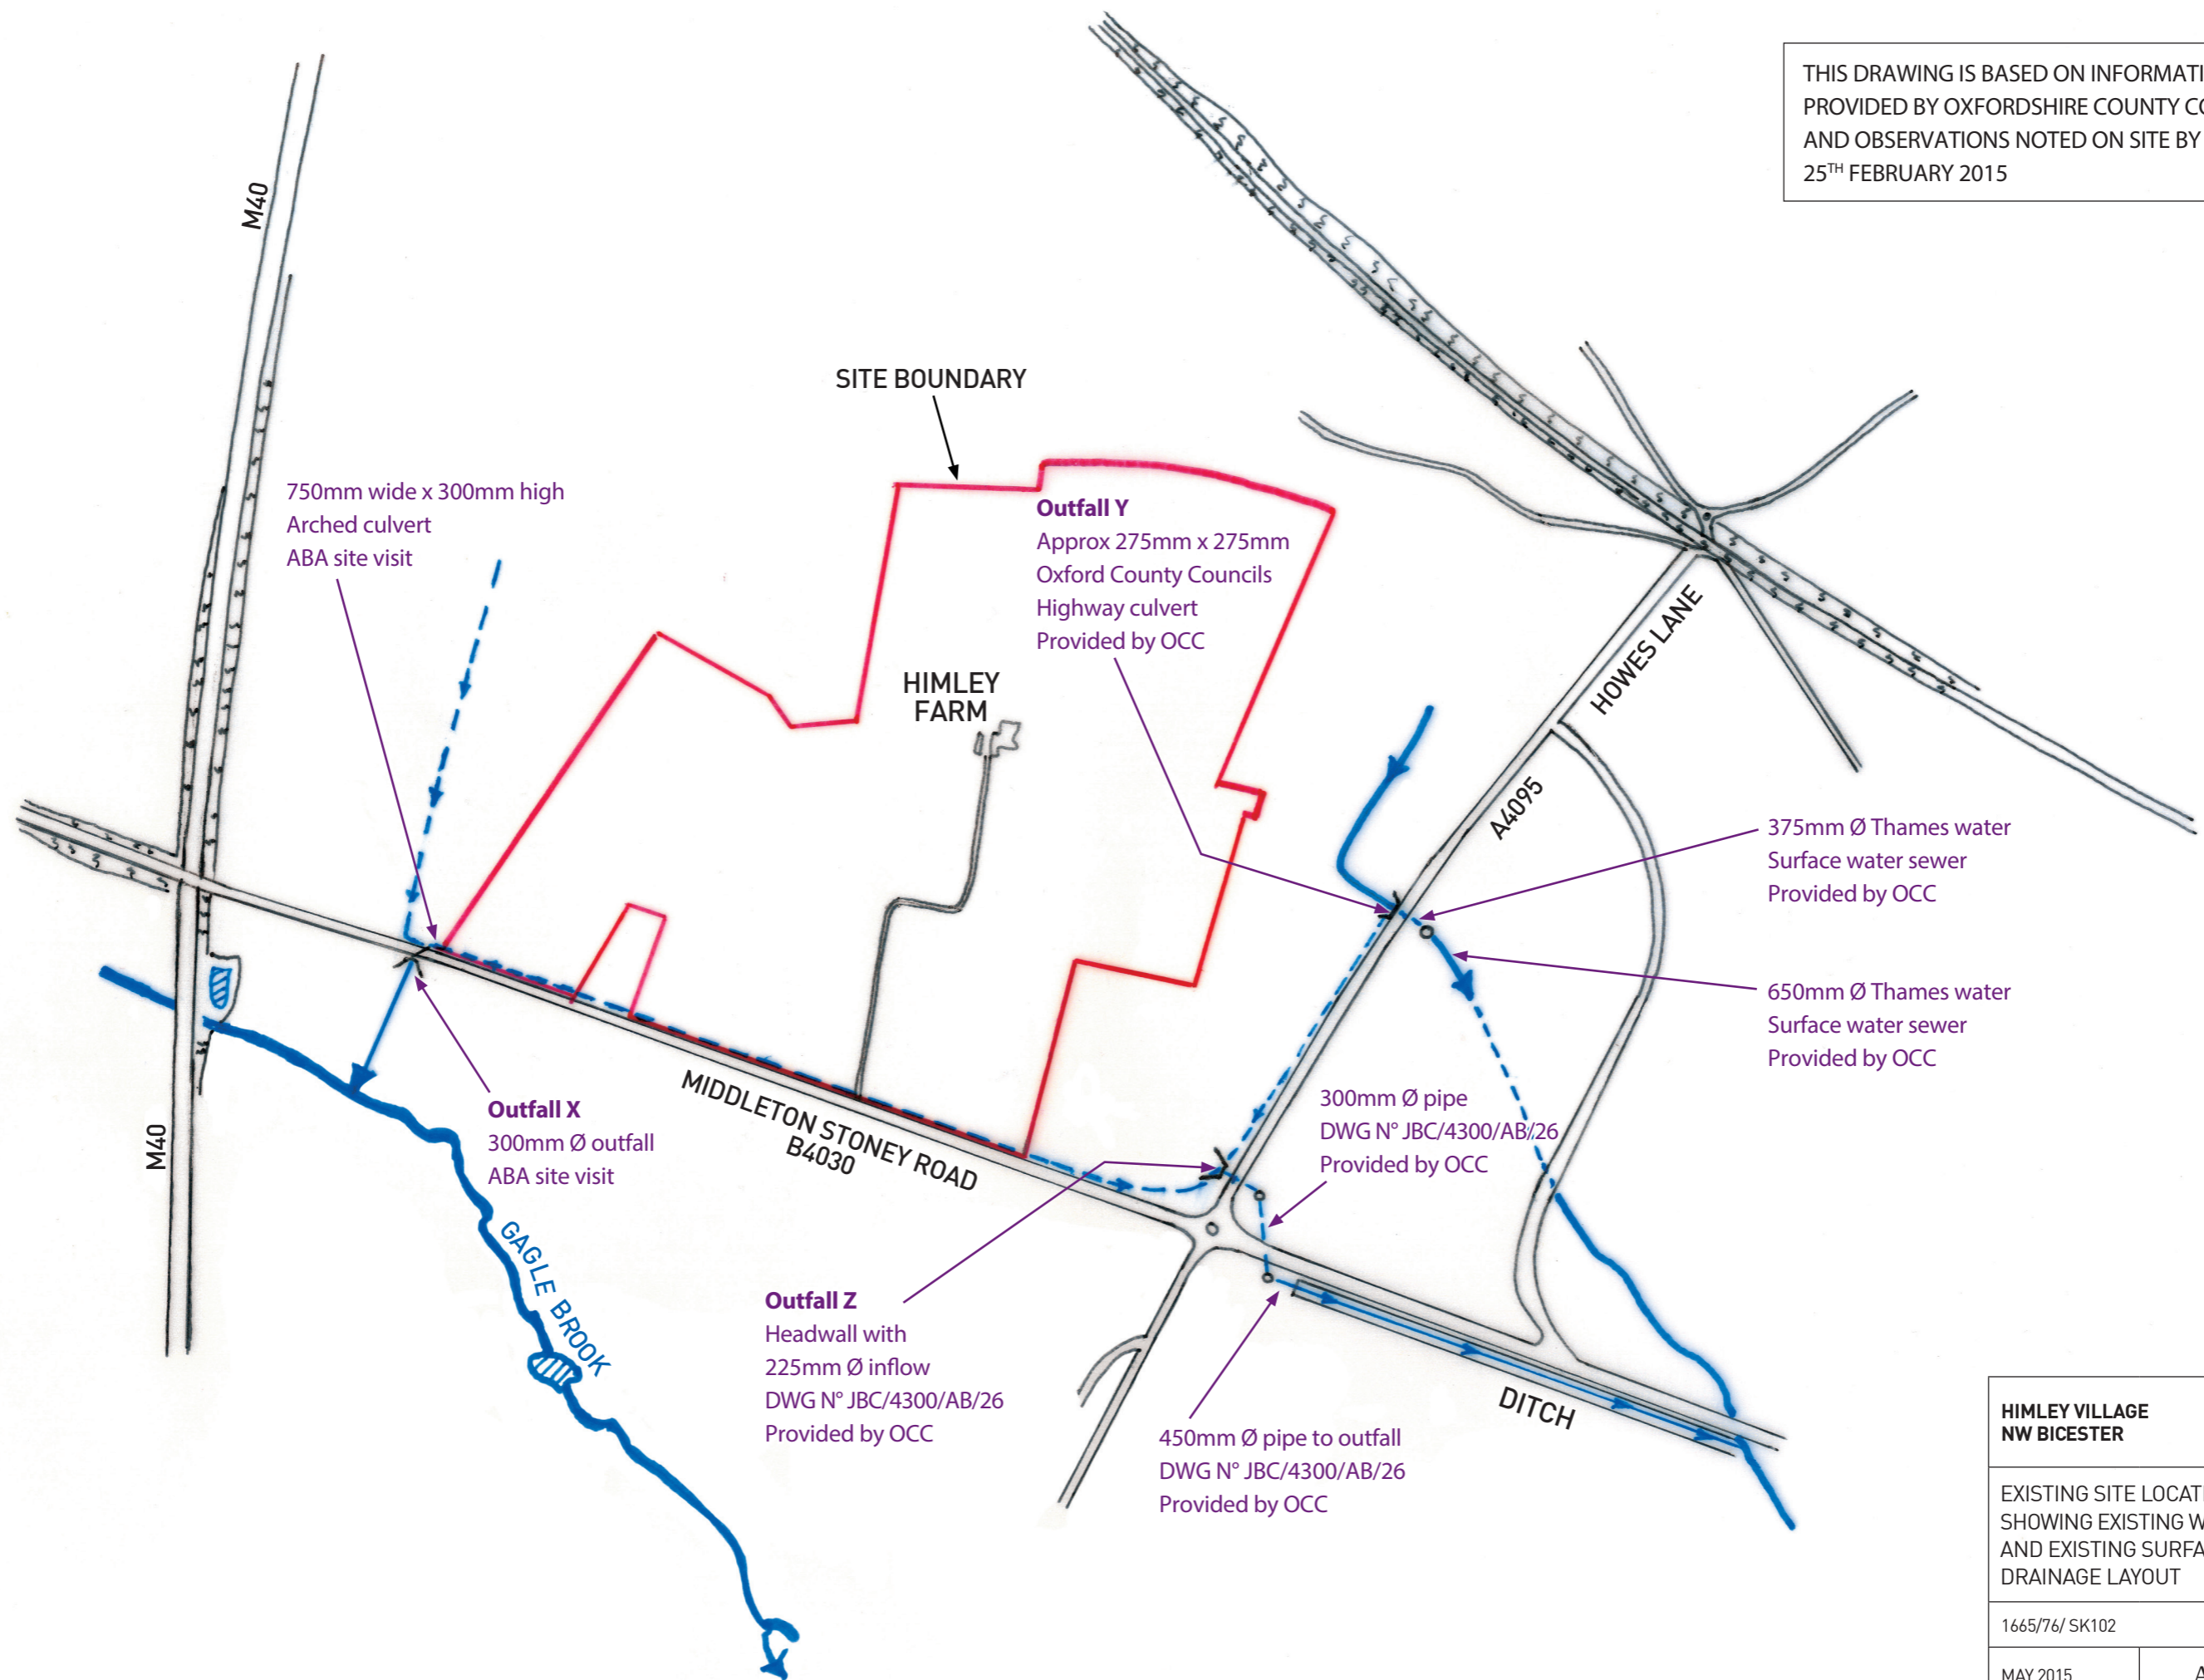 THIS DRAWING IS BASED ON
PROVIDED BY OXFORDSHIRE COUNTY
AND OBSERVATIONS NOTED ON SITE BY
25TH FEBRUARY 2015
M40
SITE BOUNDARY
750mm wide x 300mm high
Arched culvert
ABA site visit
Outfall Y
Approx 275mm x 275mm
Oxford County Councils
Highway culvert
Provided by OCC
HIMLEY
FARM
HOWES LANE
A4095
375mm Ø Thames water
Surface water sewer
Provided by OCC
650mm Ø Thames water
Surface water sewer
Provided by OCC
M40
Outfall X
300mm Ø outfall
ABA site visit
MIDDLETON STONEY ROAD
B4030
300mm Ø pipe
DWG N° JBC/4300/AB/26
Provided by OCC
GAGLE BROOK
Outfall Z
Headwall with
225mm Ø inflow
DWG N° JBC/4300/AB/26
Provided by OCC
450mm Ø pipe to outfall
DWG N° JBC/4300/AB/26
Provided by OCC
DITCH
HIMLEY VILLAGE
NW BICESTER
EXISTING SITE
SHOWING EXISTING
AND EXISTING
DRAINAGE LAYOUT
1665/76/ SK102
MAY 2015